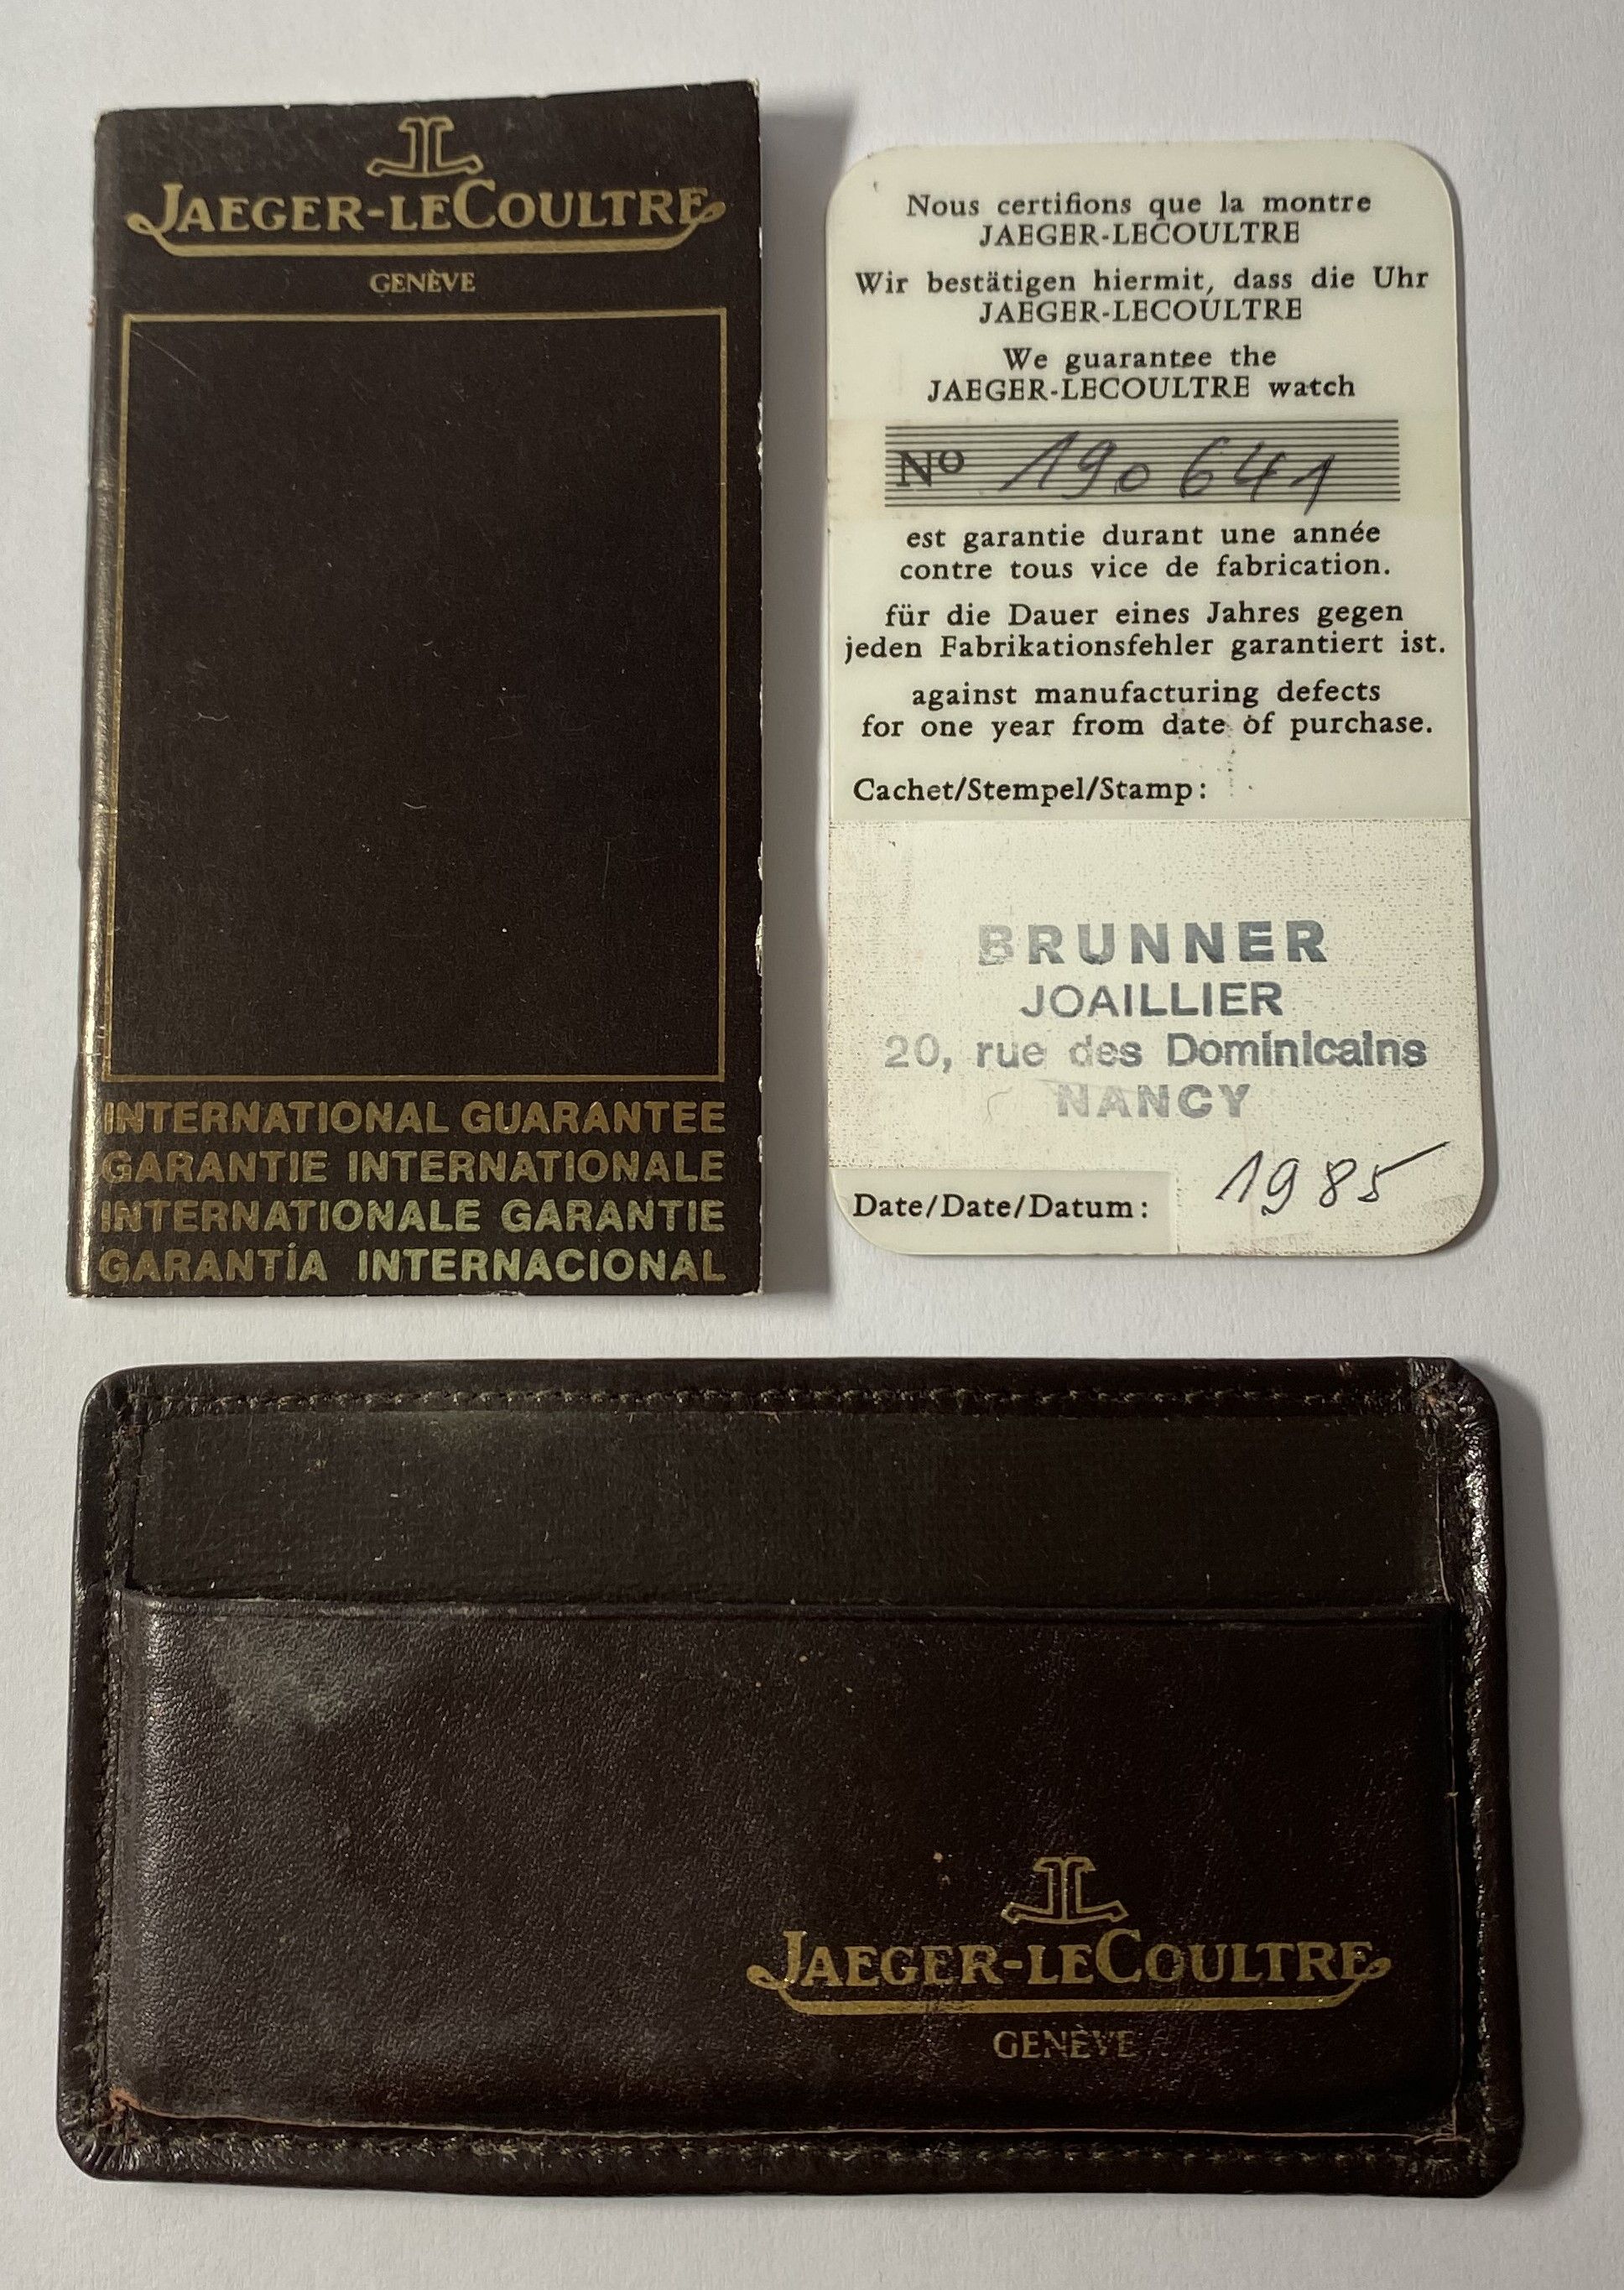 JAEGER-LECOULTRE
GENÈVE
INTERNATIONAL GUARANTEE
GARANTIE INTERNATIONALE
INTERNATIONALE GARANTIE
GARANTÍA INTERNACIONAL
Nous certifions que la montre
JAEGER-LECOULTRE
Wir bestätigen hiermit, dass die Uhr
JAEGER-LECOULTRE
We guarantee the
JAEGER-LECOULTRE watch
Nº 190641
est garantie durant une année
contre tous vice de fabrication.
für die Dauer eines Jahres gegen
jeden Fabrikationsfehler garantiert ist.
against manufacturing defects
for one year from date of purchase.
Cachet/Stempel/Stamp:
BRUNNER
JOAILLIER
20, rue des Dominicains
NANCY
Date/Date/Datum: 1985
JAEGER-LECOULTRE
GENÈVE